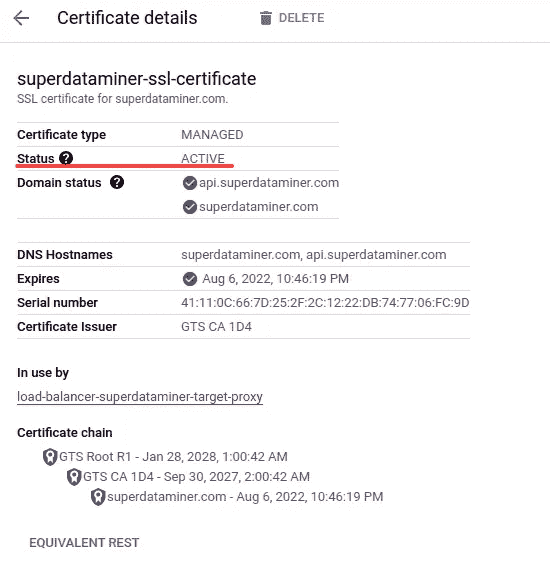 Certificate details DELETE
superdataminer-ssl-certificate
SSL certificate for superdataminer.com.
Certificate type MANAGED
Status ? ACTIVE
Domain status ? api.superdataminer.com
superdataminer.com
DNS Hostnames superdataminer.com, api.superdataminer.com
Expires Aug 6, 2022, 10:46:19 PM
Serial number 41:11:0C:66:7D:25:2F:2C:12:22:DB:74:77:06:FC:9D
Certificate Issuer GTS CA 1D4
In use by
load-balancer-superdataminer-target-proxy
Certificate chain
GTS Root R1 - Jan 28, 2028, 1:00:42 AM
GTS CA 1D4 - Sep 30, 2027, 2:00:42 AM
superdataminer.com - Aug 6, 2022, 10:46:19 PM
EQUIVALENT REST